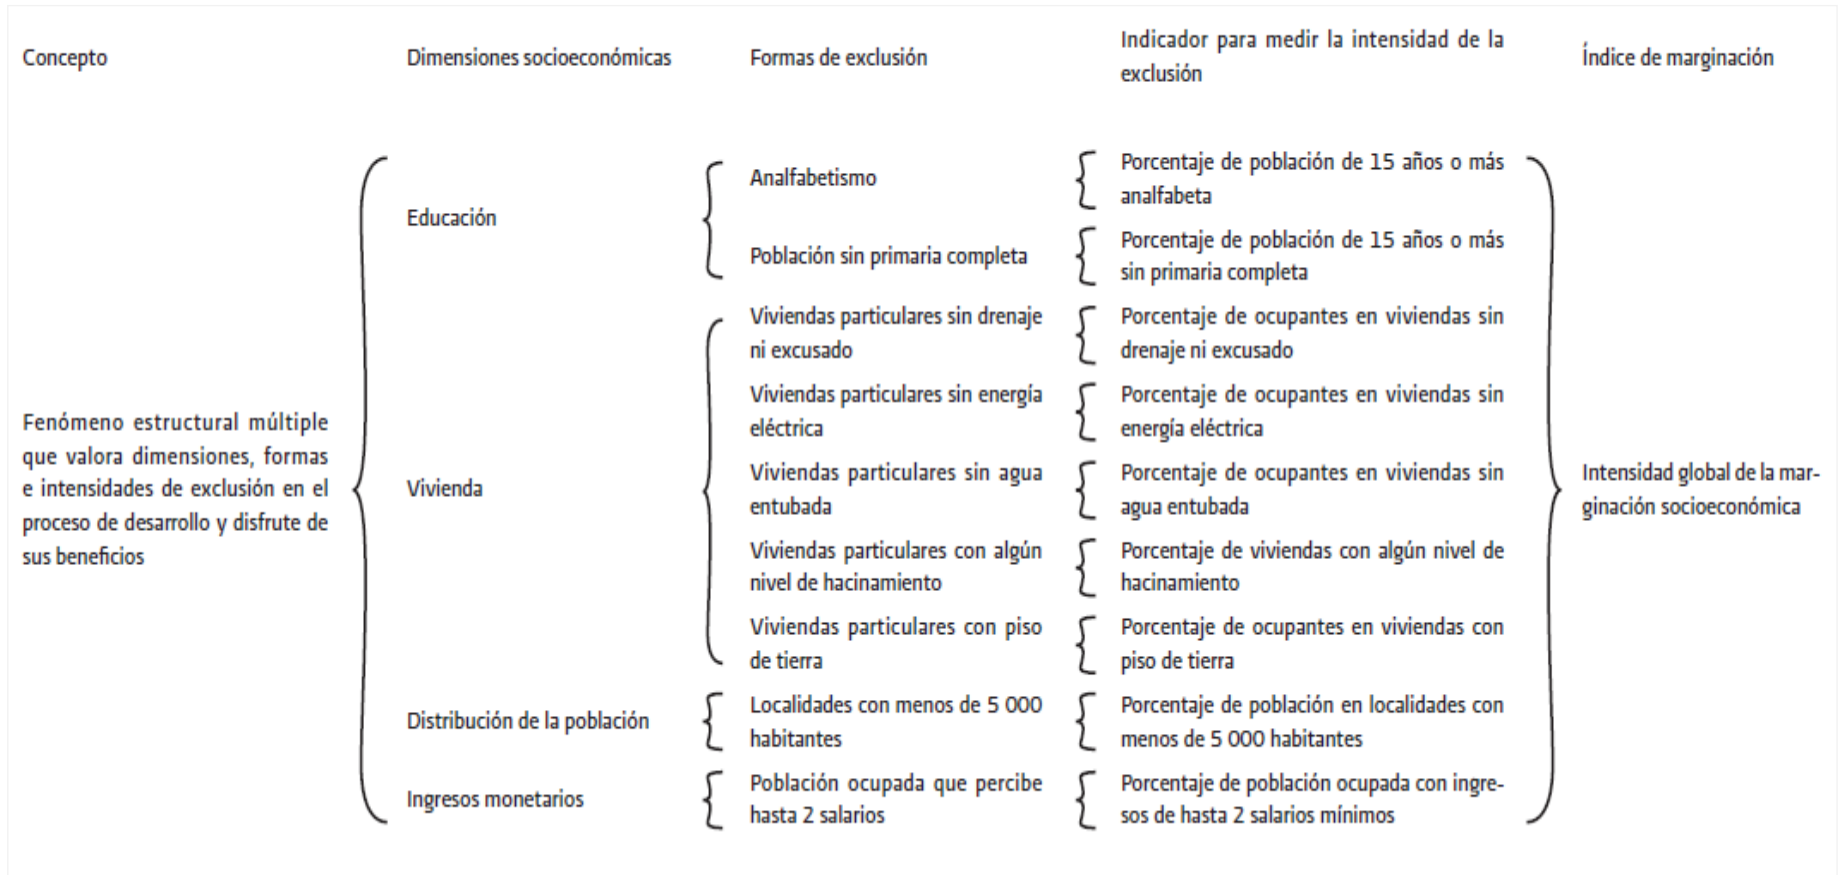 Concepto
Dimensiones socioeconómicas
Formas de exclusión
Indicador para medir la intensidad de la
exclusión
Índice de marginación
Fenómeno estructural múltiple
que valora dimensiones, formas
e intensidades de exclusión en el
proceso de desarrollo y disfrute de
sus beneficios
Educación
Analfabetismo
Porcentaje de población de 15 años o más
analfabeta
Población sin primaria completa
Porcentaje de población de 15 años o más
sin primaria completa
Vivienda
Viviendas particulares sin drenaje
ni excusado
Porcentaje de ocupantes en viviendas sin
drenaje ni excusado
Viviendas particulares sin energía
eléctrica
Porcentaje de ocupantes en viviendas sin
energía eléctrica
Viviendas particulares sin agua
entubada
Porcentaje de ocupantes en viviendas sin
agua entubada
Viviendas particulares con algún
nivel de hacinamiento
Porcentaje de viviendas con algún nivel de
hacinamiento
Viviendas particulares con piso
de tierra
Porcentaje de ocupantes en viviendas con
piso de tierra
Distribución de la población
Localidades con menos de 5 000
habitantes
Porcentaje de población en localidades con
menos de 5 000 habitantes
Ingresos monetarios
Población ocupada que percibe
hasta 2 salarios
Porcentaje de población ocupada con ingre-
sos de hasta 2 salarios mínimos
Intensidad global de la mar-
ginación socioeconómica